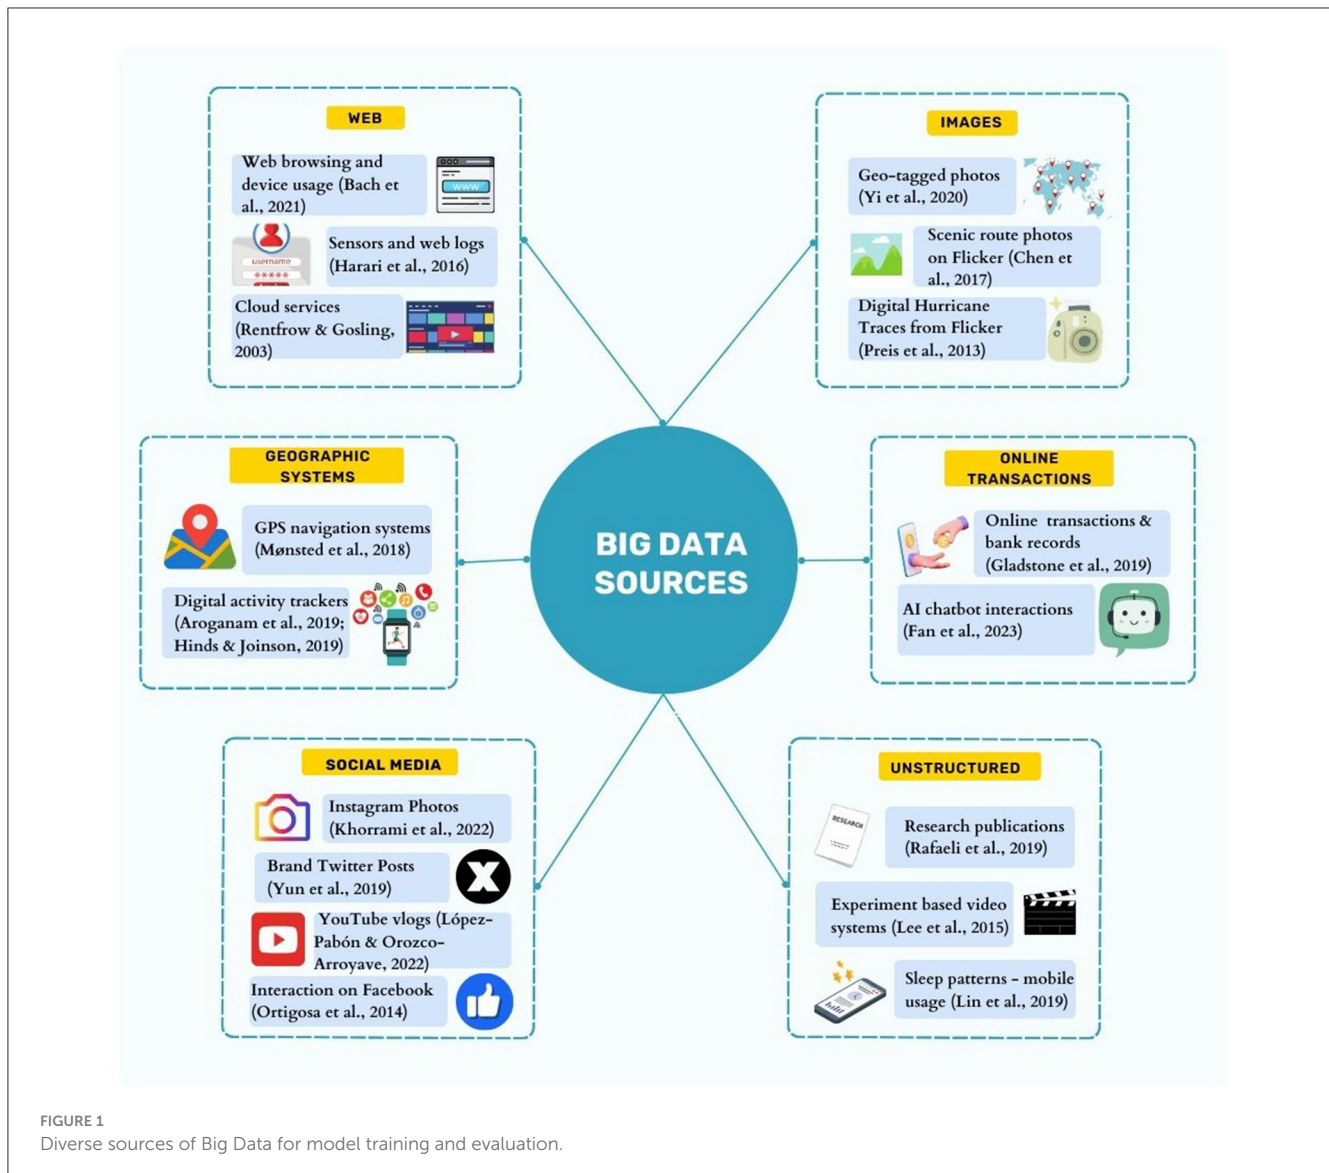 WEB
Web browsing and
device usage (Bach et
al., 2021)
www
Sensors and web logs
(Harari et al., 2016)
username
*****
Cloud services
(Rentfrow & Gosling,
2003)
IMAGES
Geo-tagged photos
(Yi et al., 2020)
Scenic route photos
on Flicker (Chen et
al., 2017)
Digital Hurricane
Traces from Flicker
(Preis et al., 2013)
GEOGRAPHIC
SYSTEMS
GPS navigation systems
(Mønsted et al., 2018)
Digital activity trackers
(Aroganam et al., 2019;
Hinds & Joinson, 2019)
BIG DATA
SOURCES
ONLINE
TRANSACTIONS
Online transactions &
bank records
(Gladstone et al., 2019)
AI chatbot interactions
(Fan et al., 2023)
SOCIAL MEDIA
Instagram Photos
(Khorrami et al., 2022)
Brand Twitter Posts
(Yun et al., 2019)
X
YouTube vlogs (López-
Pabón & Orozco-
Arroyave, 2022)
Interaction on Facebook
(Ortigosa et al., 2014)
UNSTRUCTURED
RESEARCH
Research publications
(Rafaeli et al., 2019)
Experiment based video
systems (Lee et al., 2015)
Sleep patterns - mobile
usage (Lin et al., 2019)
FIGURE 1
Diverse sources of Big Data for model training and evaluation.